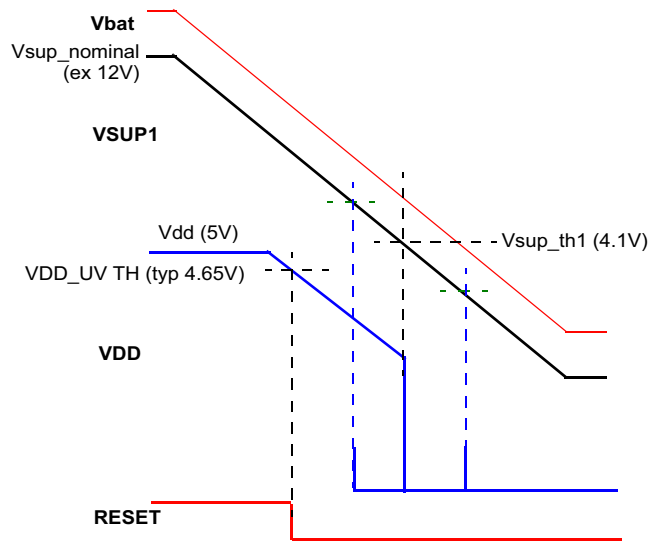 Vbat
Vsup_nominal
(ex 12V)
VSUP1
Vdd (5V)
Vsup_th1 (4.1V)
VDD_UV TH (typ 4.65V)
VDD
RESET